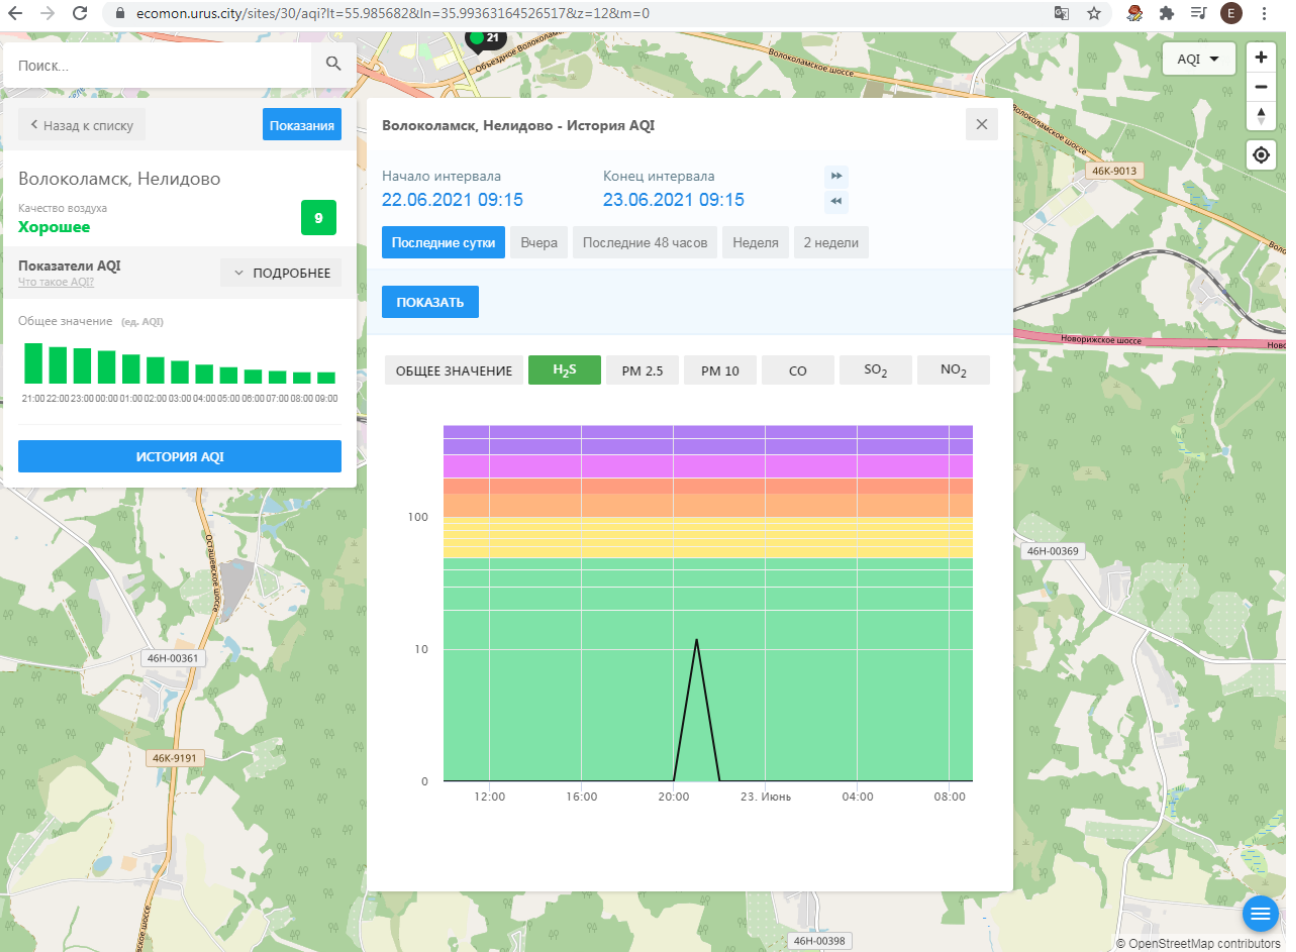 ecomon.urus.city/sites/30/aqi?lt=55.985682&ln=35.99363164526517&z=12&m=0
E
21
Объездное Волоколамс
Волоколамское шоссе
Поиск...
AQI
Назад к списку
Показания
Волоколамск, Нелидово - История AQI
46К-9013
Волоколамск, Нелидово
Качество воздуха
Хорошее
9
Начало интервала
Конец интервала
22.06.2021 09:15
23.06.2021 09:15
Последние сутки
Вчера
Последние 48 часов
Неделя
2 недели
Показатели AQI
Что такое AQI?
ПОДРОБНЕЕ
ПОКАЗАТЬ
Общее значение (ед. AQI)
21:00 22:00 23:00 00:00 01:00 02:00 03:00 04:00 05:00 06:00 07:00 08:00 09:00
Новорижское шоссе
Ново
ОБЩЕЕ ЗНАЧЕНИЕ
H2S
PM 2.5
PM 10
CO
SO2
NO2
ИСТОРИЯ AQI
100
10
0
12:00
16:00
20:00
23. Июнь
04:00
08:00
Осташевское шоссе
46Н-00369
46Н-00361
46К-9191
46Н-00398
© OpenStreetMap contributors